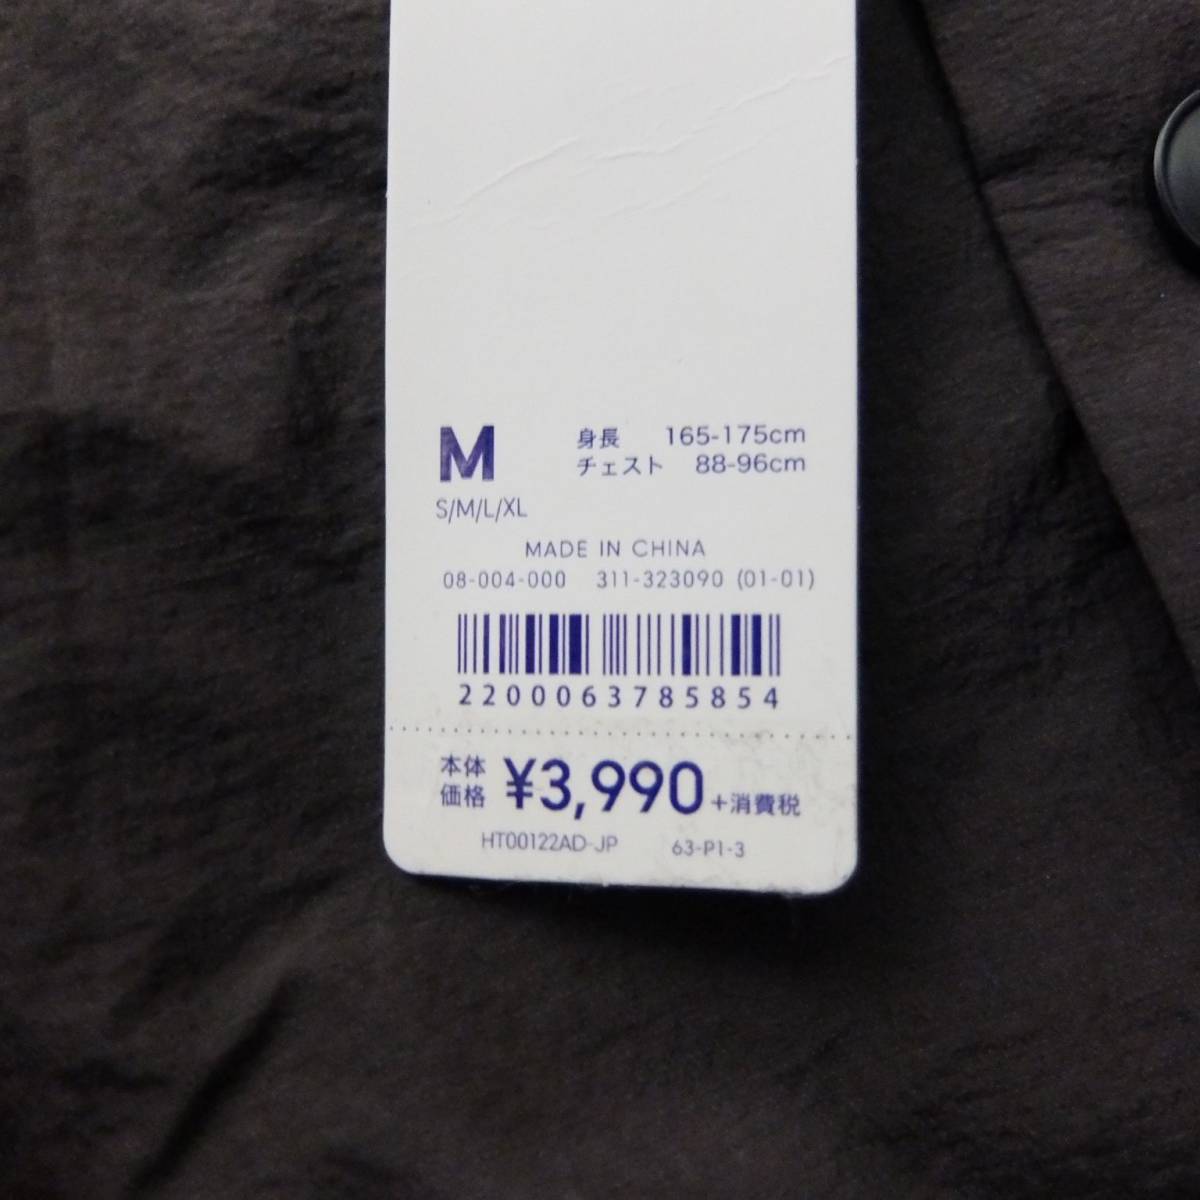 M 身長 165-175cm
チェスト 88-96cm
S/M/L/XL
MADE IN CHINA
08-004-000 311-323090 (01-01)
2200063785854
本体価格 ¥3,990 +消費税
HT00122AD-JP 63-P1-3